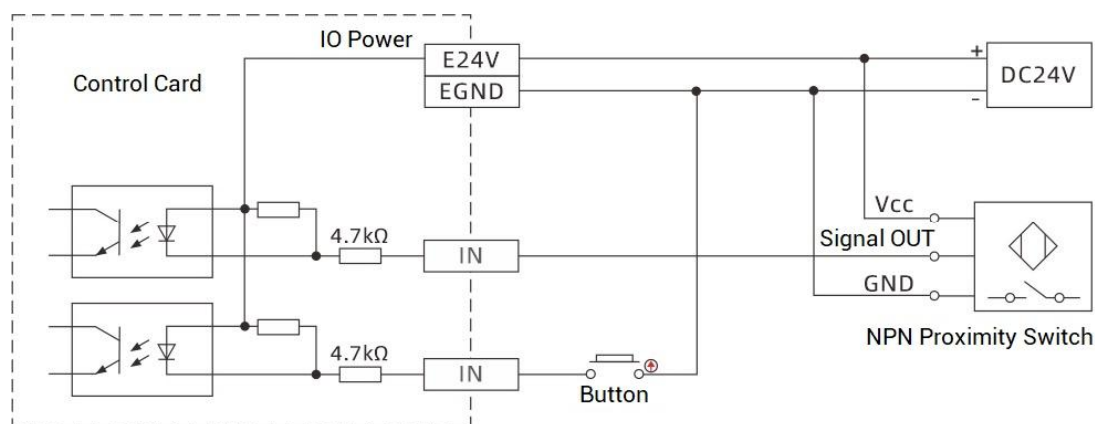 IO Power
E24V
EGND
+
-
DC24V
Control Card
Vcc
4.7kΩ
IN
Signal OUT
GND
NPN Proximity Switch
4.7kΩ
IN
Button